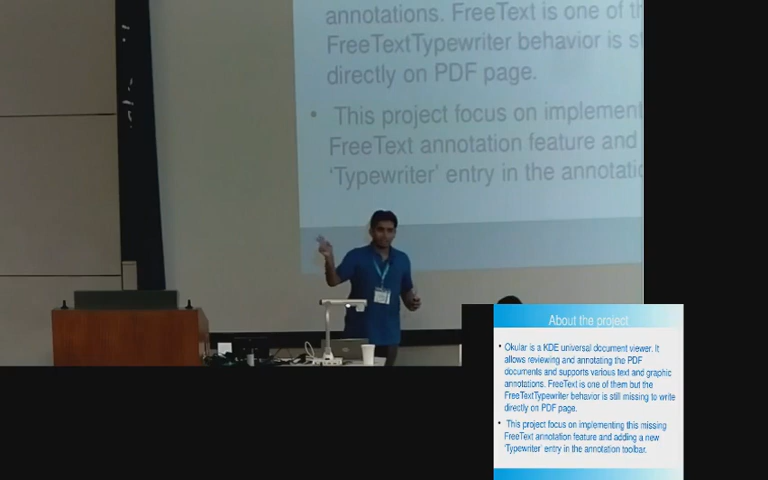 annotations. FreeText is one of th
FreeTextTypewriter behavior is s
directly on PDF page.
• This project focus on implement
FreeText annotation feature and
‘Typewriter’ entry in the annotatio
About the project
• Okular is a KDE universal document viewer. It
allows reviewing and annotating the PDF
documents and supports various text and graphic
annotations. FreeText is one of them but the
FreeTextTypewriter behavior is still missing to write
directly on PDF page.
• This project focus on implementing this missing
FreeText annotation feature and adding a new
‘Typewriter’ entry in the annotation toolbar.